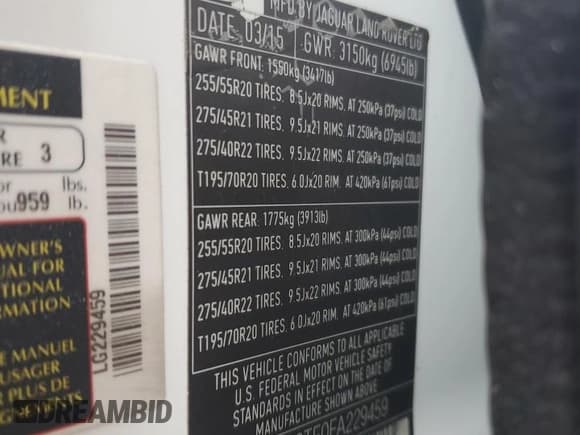 MFD BY JAGUAR LAND ROVER LTD
DATE 03/15 GWR: 3150kg (6945lb)
GAWR FRONT: 1550kg (3417lb)
255/55R20 TIRES. 8.5Jx20 RIMS. AT 250kPa (37psi) COLD
275/45R21 TIRES. 9.5Jx21 RIMS. AT 250kPa (37psi) COLD
275/40R22 TIRES. 9.5Jx22 RIMS. AT 250kPa (37psi) COLD
T195/70R20 TIRES. 6.0Jx20 RIM. AT 420kPa (61psi) COLD
GAWR REAR: 1775kg (3913lb)
255/55R20 TIRES. 8.5Jx20 RIMS. AT 300kPa (44psi) COLD
275/45R21 TIRES. 9.5Jx21 RIMS. AT 300kPa (44psi) COLD
275/40R22 TIRES. 9.5Jx22 RIMS. AT 300kPa (44psi) COLD
T195/70R20 TIRES. 6.0Jx20 RIM. AT 420kPa (61psi) COLD
THIS VEHICLE CONFORMS TO ALL APPLICABLE
U.S. FEDERAL MOTOR VEHICLE SAFETY
STANDARDS IN EFFECT ON THE DATE OF
MANUFACTURE SHOWN ABOVE.
EFA229459
3
lbs.
959 lb.
OWNER'S
FOR
INFORMATION
LE MANUEL
PLUS DE
LG229459
DREAMBID